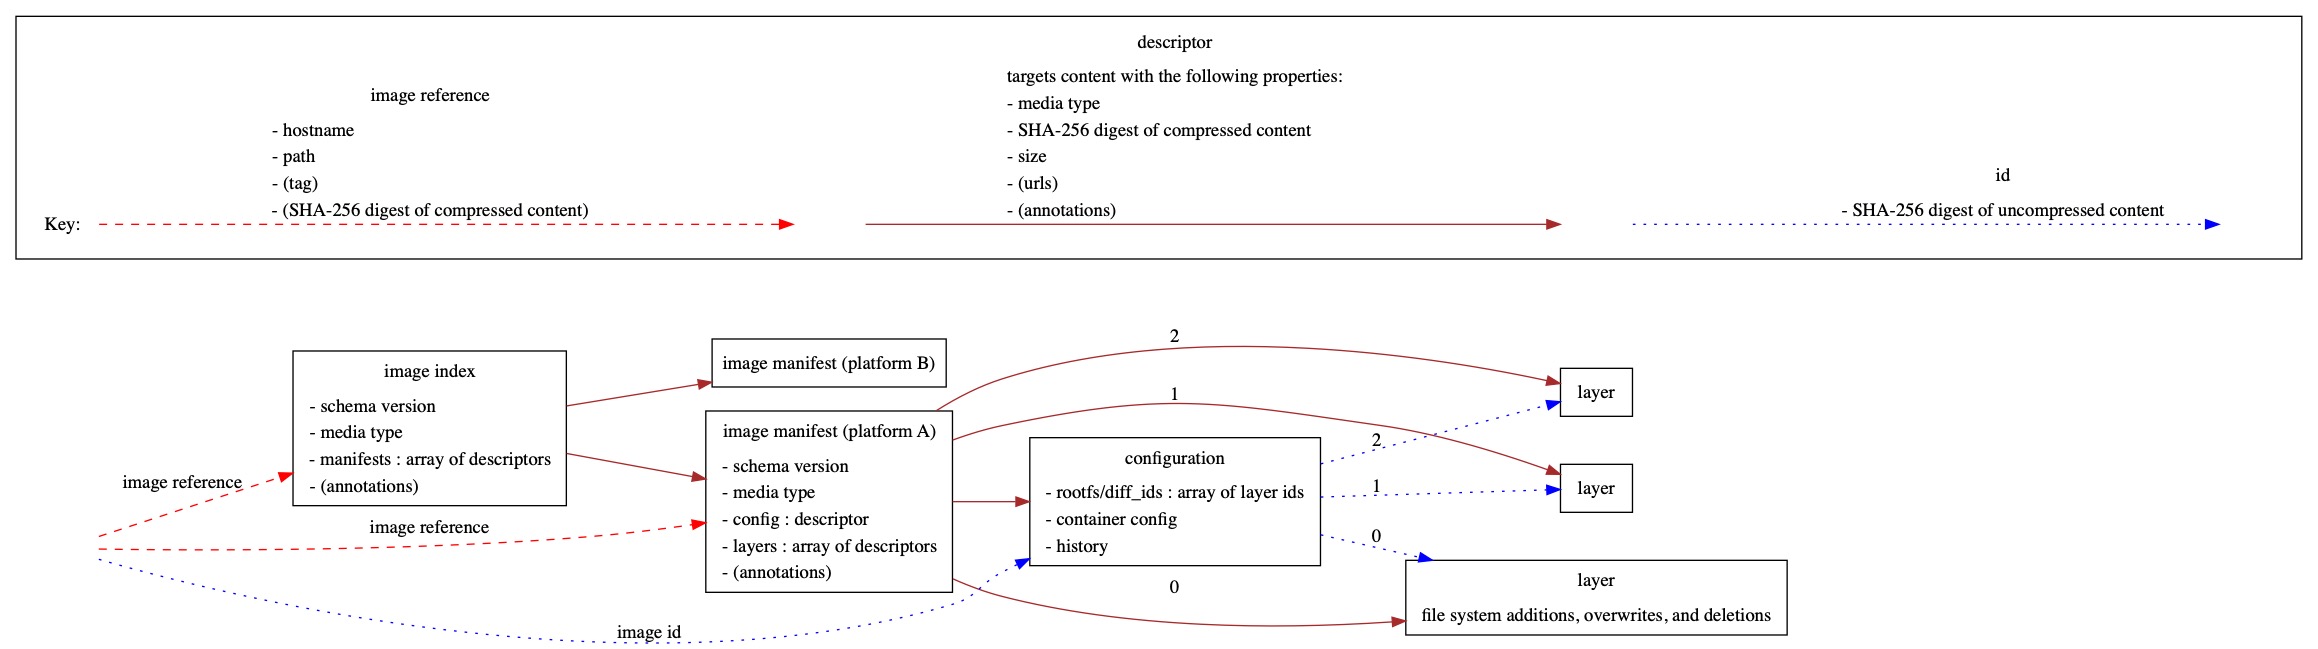 descriptor
targets content with the following properties:
- media type
- SHA-256 digest of compressed content
- size
- (urls)
- (annotations)
image reference
- hostname
- path
- (tag)
- (SHA-256 digest of compressed content)
id
- SHA-256 digest of uncompressed content
Key:
image index
- schema version
- media type
- manifests : array of descriptors
- (annotations)
image manifest (platform B)
image manifest (platform A)
- schema version
- media type
- config : descriptor
- layers : array of descriptors
- (annotations)
configuration
- rootfs/diff_ids : array of layer ids
- container config
- history
image reference
image reference
image id
2
1
0
2
1
0
layer
layer
layer
file system additions, overwrites, and deletions